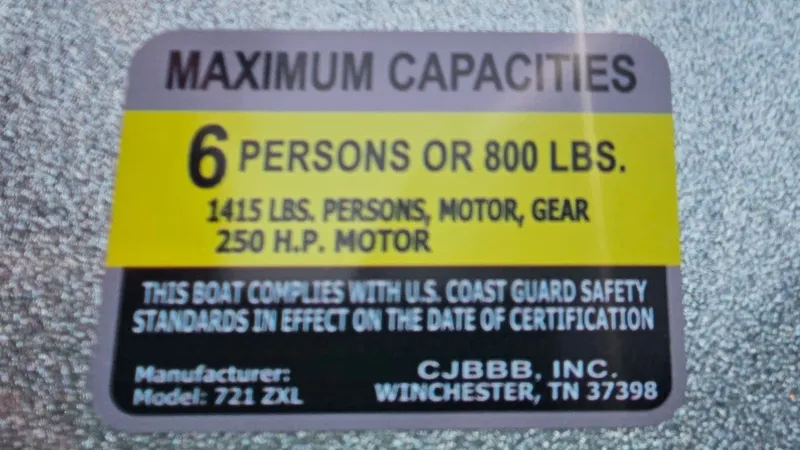 MAXIMUM CAPACITIES
6 PERSONS OR 800 LBS.
1415 LBS. PERSONS, MOTOR, GEAR
250 H.P. MOTOR
THIS BOAT COMPLIES WITH U.S. COAST GUARD SAFETY
STANDARDS IN EFFECT ON THE DATE OF CERTIFICATION
Manufacturer: CJBBB, INC.
Model: 721 ZXL WINCHESTER, TN 37398